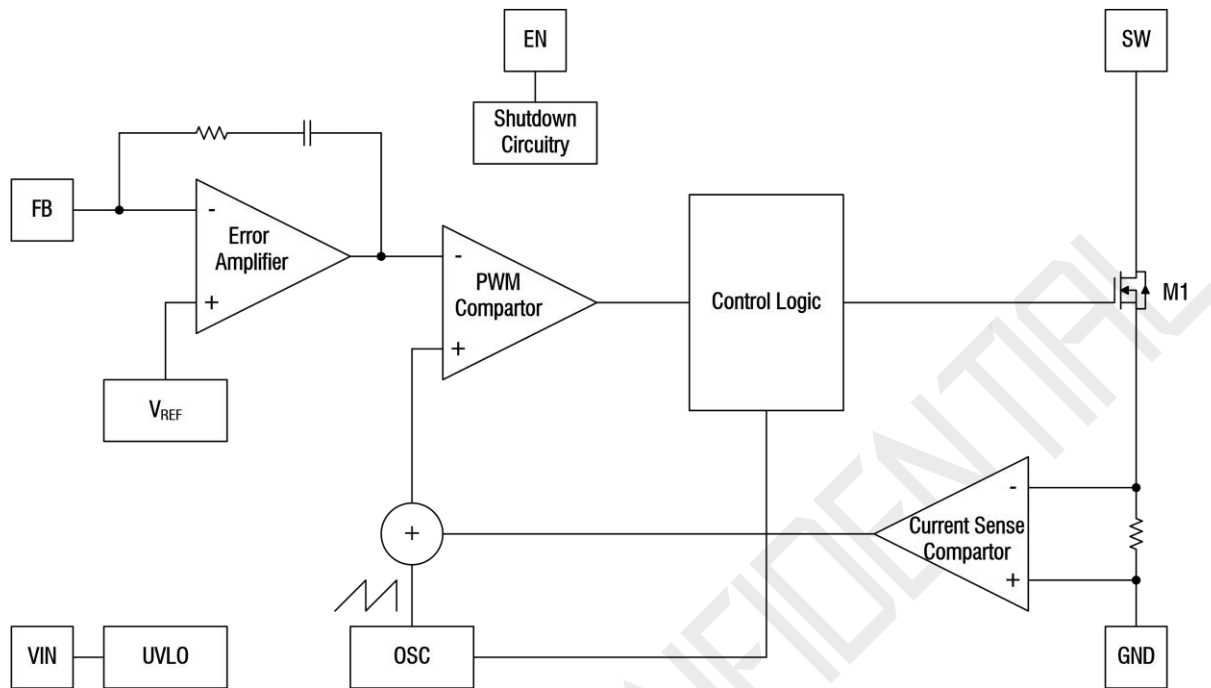 EN
SW
Shutdown
Circuitry
FB
-
Error
Amplifier
+
-
PWM
Compartor
+
Control Logic
M1
VREF
-
Current Sense
Compartor
+
+
VIN
UVLO
OSC
GND